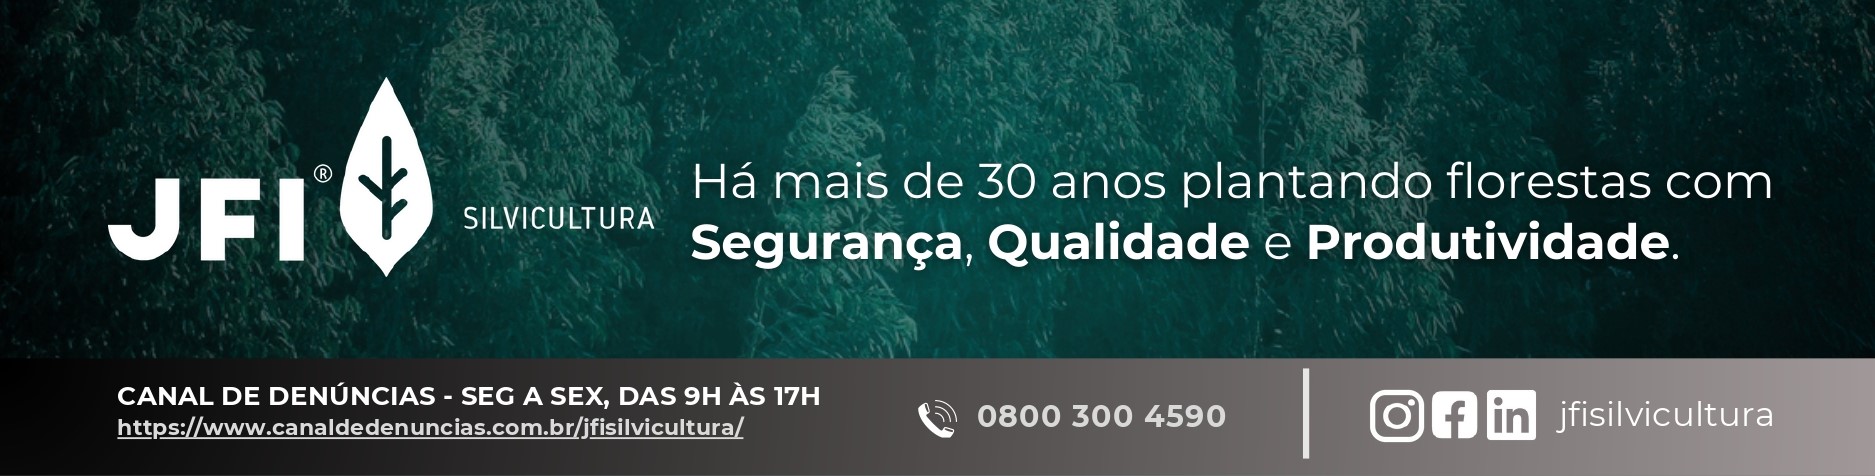 JFI®
SILVICULTURA
Há mais de 30 anos plantando florestas com
Segurança, Qualidade e Produtividade.
CANAL DE DENÚNCIAS - SEG A SEX, DAS 9H ÀS 17H
https://www.canaldedenuncias.com.br/jfisilvicultura/
0800 300 4590
jfisilvicultura